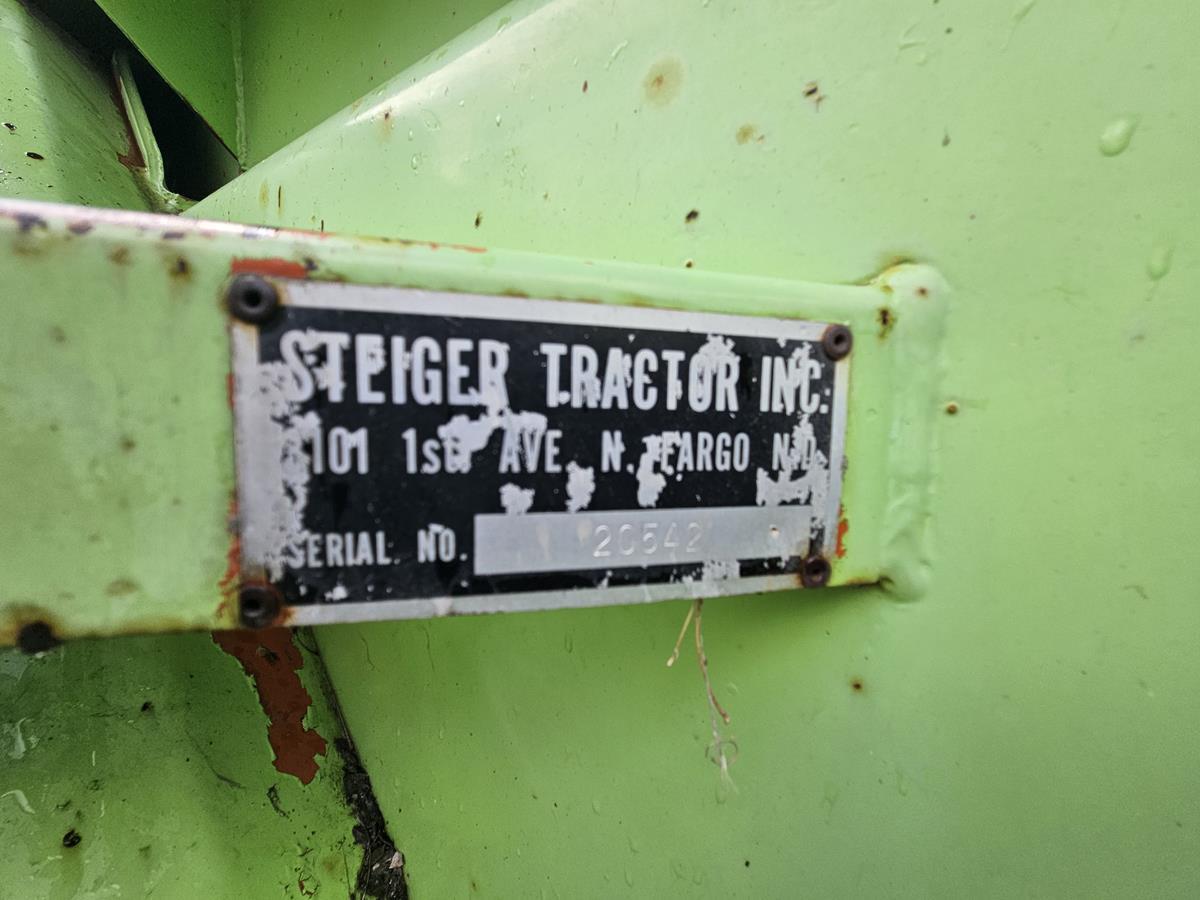 STEIGER TRACTOR INC.
101 1st. AVE. N. FARGO N.D.
SERIAL NO. 20542